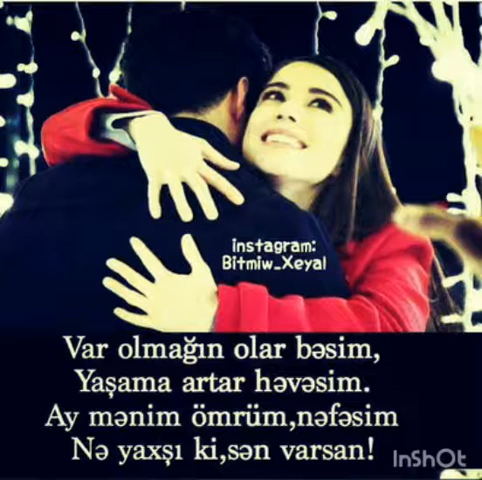 instagram:
Bitmiw_Xeyal
Var olmağın olar bəsim,
Yaşama artar həvəsim.
Ay mənim ömrüm,nəfəsim
Nə yaxşı ki,sən varsan!
InShOt